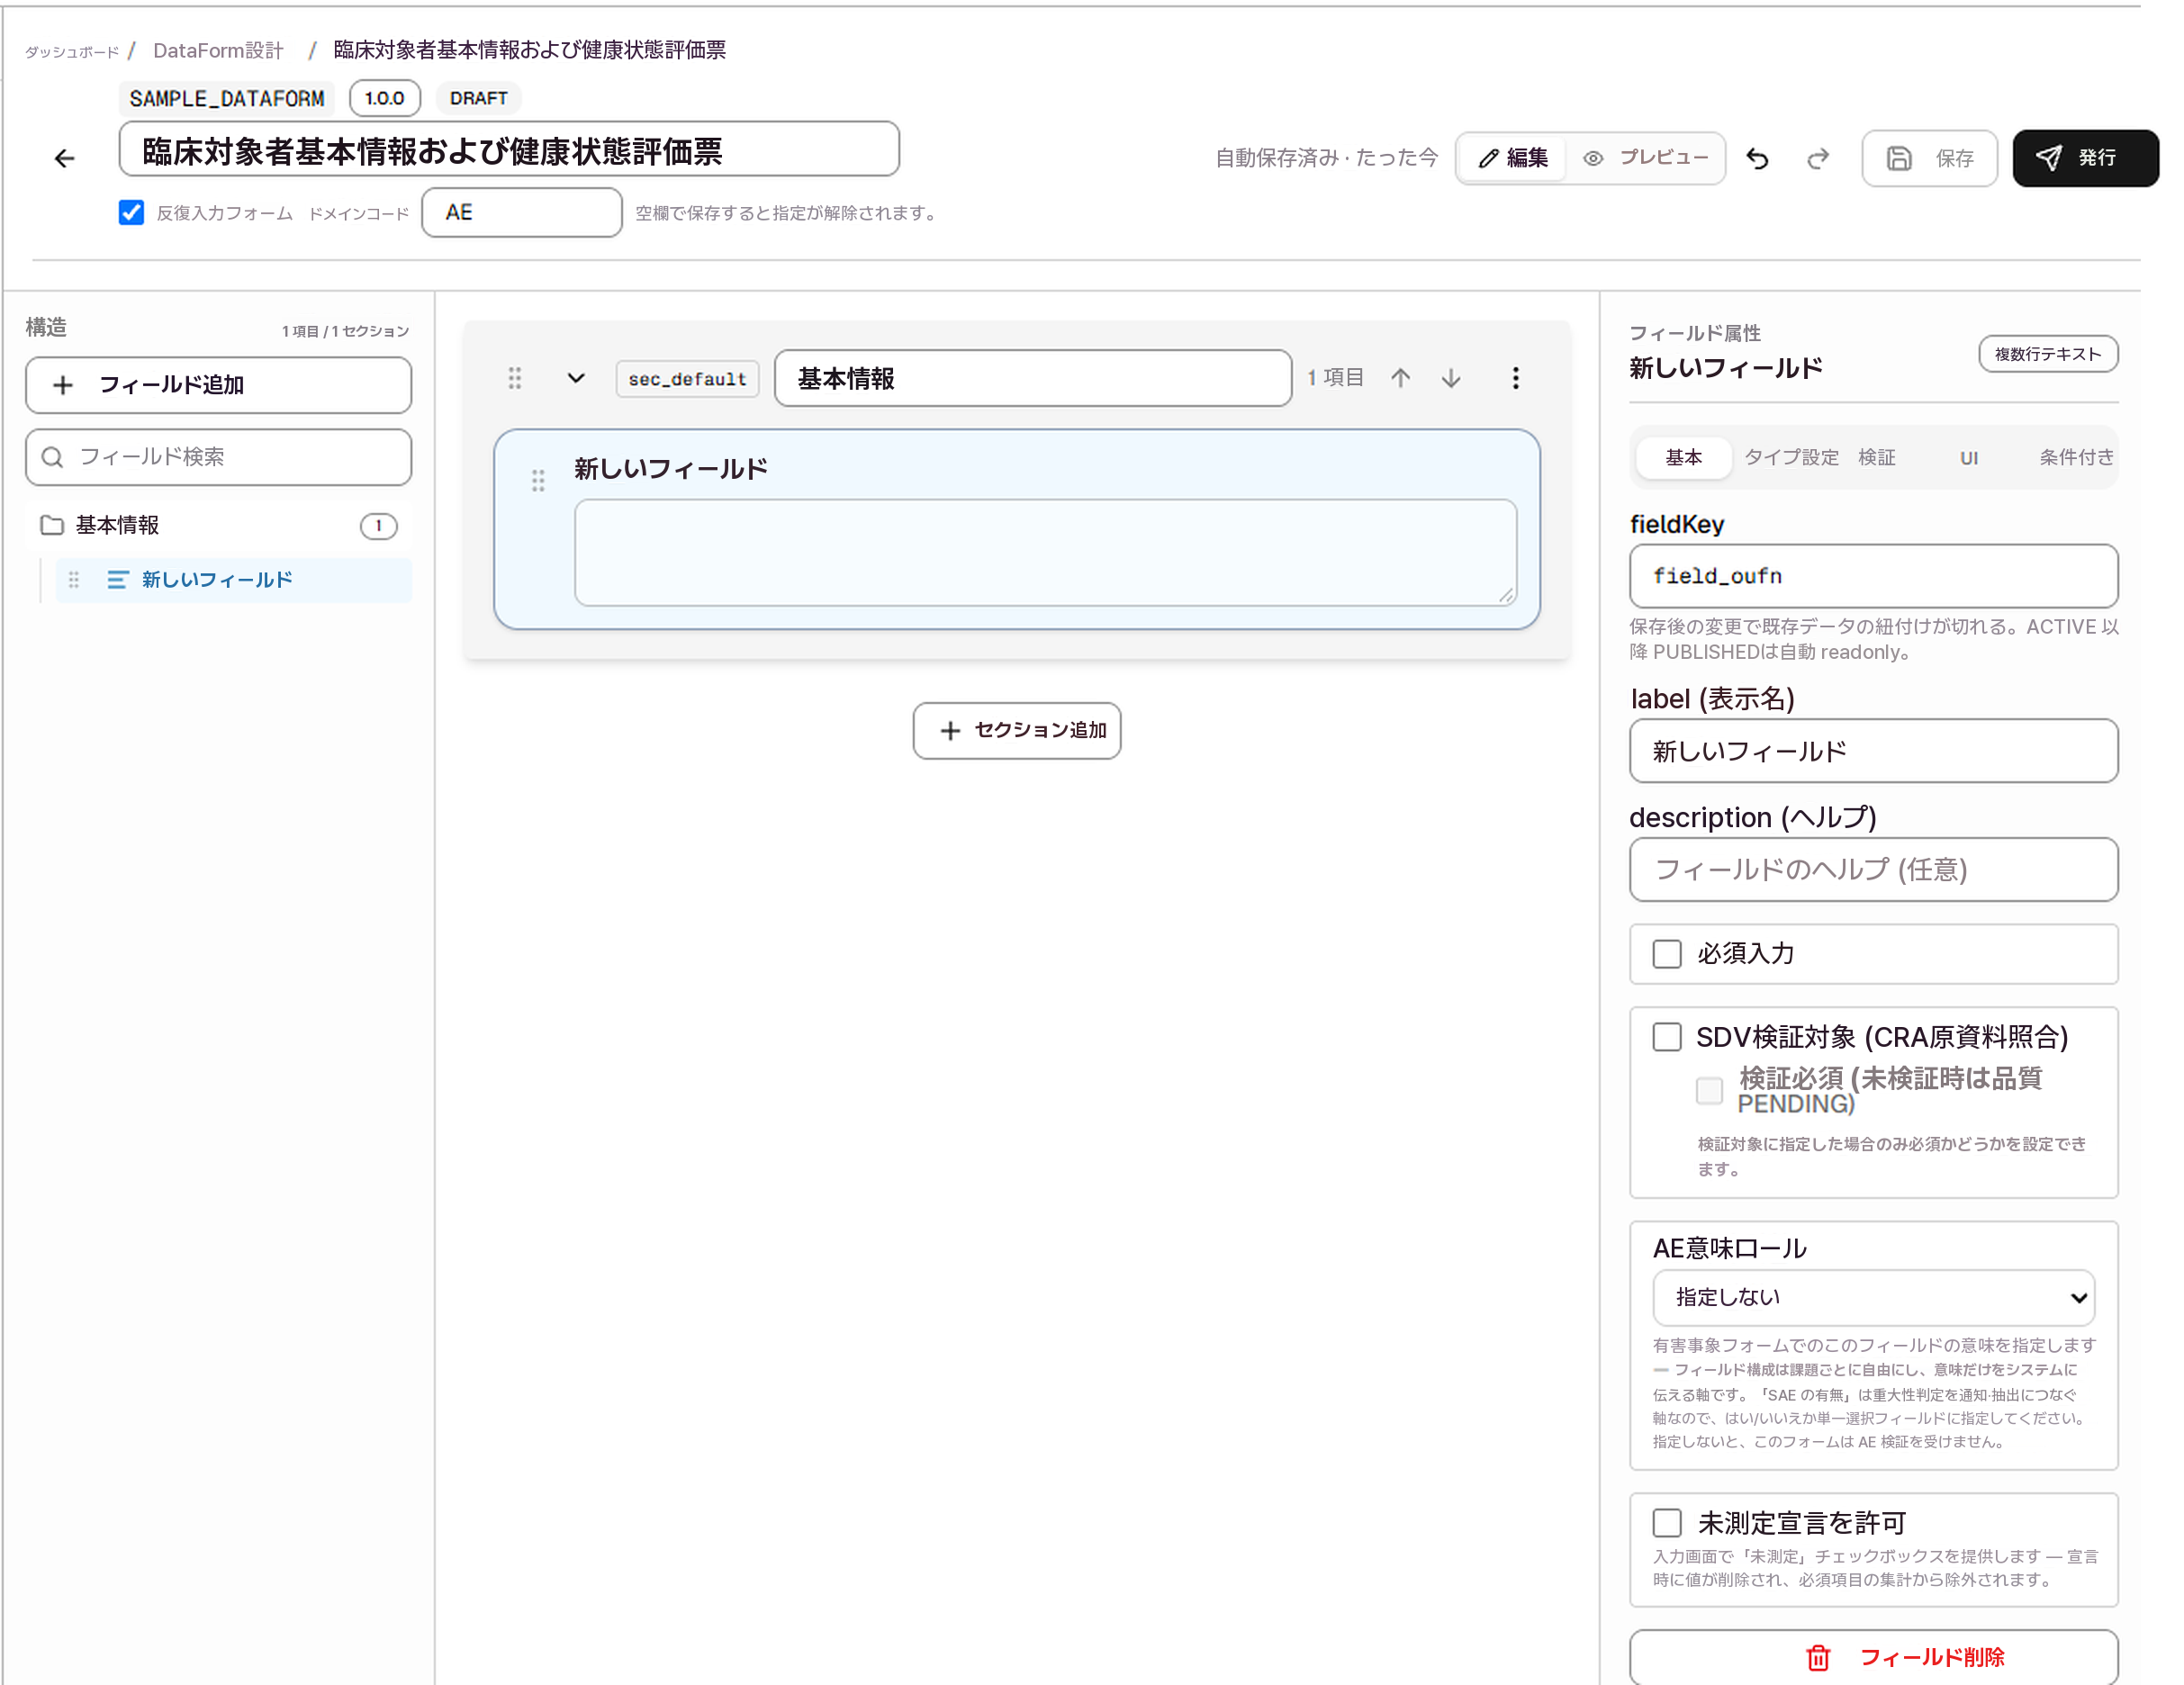 ダッシュボード / DataForm設計 / 臨床対象者基本情報および健康状態評価票
SAMPLE_DATAFORM 1.0.0 DRAFT
臨床対象者基本情報および健康状態評価票
自動保存済み · たった今 編集 プレビュー 保存 発行
反復入力フォーム ドメインコード AE 空欄で保存すると指定が解除されます。
構造 1 項目 / 1 セクション
フィールド追加
フィールド検索
基本情報 1
新しいフィールド
sec_default 基本情報 1 項目
新しいフィールド
セクション追加
フィールド属性
新しいフィールド 複数行テキスト
基本 タイプ設定 検証 UI 条件付き
fieldKey
field_oufn
保存後の変更で既存データの紐付けが切れる。ACTIVE 以
降 PUBLISHEDは自動 readonly。
label (表示名)
新しいフィールド
description (ヘルプ)
フィールドのヘルプ (任意)
必須入力
SDV検証対象 (CRA原資料照合)
検証必須 (未検証時は品質
PENDING)
検証対象に指定した場合のみ必須かどうかを設定でき
ます。
AE意味ロール
指定しない
有害事象フォームでのこのフィールドの意味を指定します
— フィールド構成は課題ごとに自由にし、意味だけをシステムに
伝える軸です。「SAE の有無」は重大性判定を通知·抽出につなぐ
軸なので、はい/いいえか単一選択フィールドに指定してください。
指定しないと、このフォームは AE 検証を受けません。
未測定宣言を許可
入力画面で「未測定」チェックボックスを提供します — 宣言
時に値が削除され、必須項目の集計から除外されます。
フィールド削除